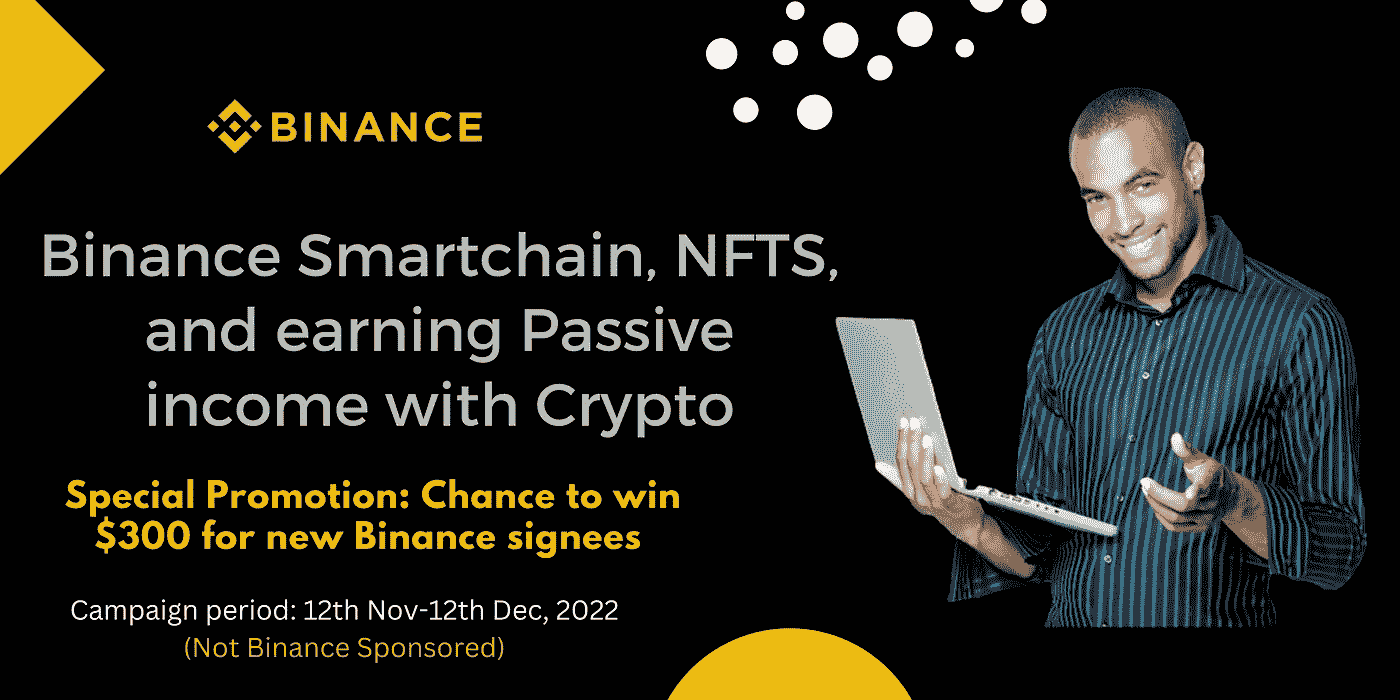 BINANCE
Binance Smartchain, NFTS,
and earning Passive
income with Crypto
Special Promotion: Chance to win
$300 for new Binance signees
Campaign period: 12th Nov-12th Dec, 2022
(Not Binance Sponsored)